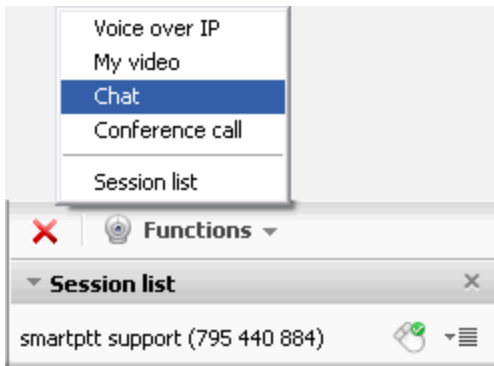 Voice over IP
My video
Chat
Conference call
Session list
Functions
Session list
smartptt support (795 440 884)